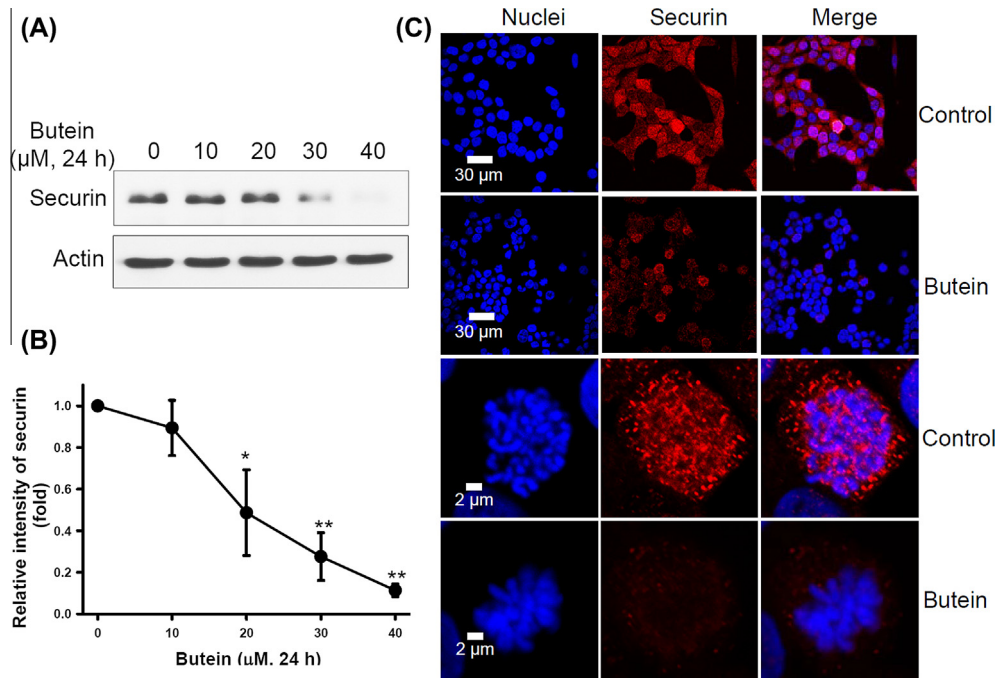 (A)
Butein
(µM, 24 h)
0 10 20 30 40
Securin
Actin
(B)
Relative intensity of securin
(fold)
1.0
0.8
0.6
0.4
0.2
0.0
*
**
**
0 10 20 30 40
Butein (µM. 24 h)
(C)
Nuclei Securin Merge
30 µm
Control
30 µm
Butein
2 µm
Control
2 µm
Butein